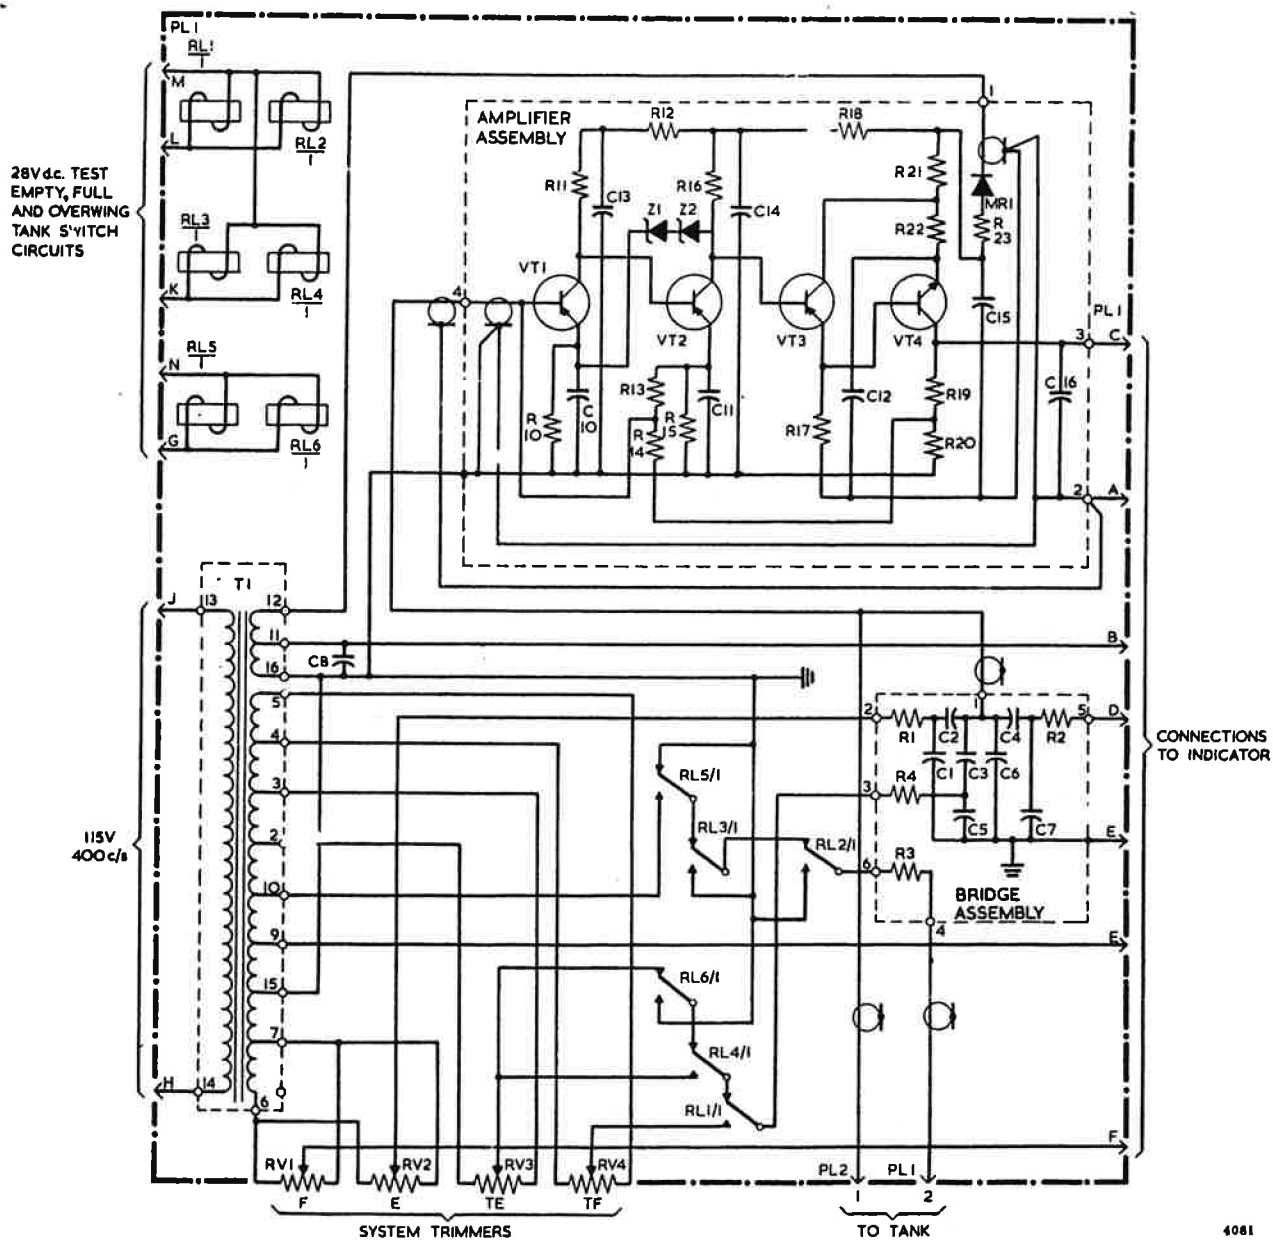 PL1
RL1
1
M
L
RL2
1
28V d.c. TEST
EMPTY, FULL
AND OVERWING
TANK SWITCH
CIRCUITS
RL3
K
RL4
1
RL5
1
N
G
RL6
1
AMPLIFIER
ASSEMBLY
R12
R18
1
R11
C13
R16
Z1
Z2
C14
R21
R22
MR1
R
23
VT1
4
VT2
VT3
VT4
C15
PL1
3
C
R13
C
10
R
10
R
14
R
15
C11
C12
R17
R19
R20
C 16
2
A
T1
J
13
12
11
B
C8
16
5
4
3
2
10
9
15
7
6
14
H
115V
400 c/s
RL5/1
RL3/1
RL2/1
RL6/1
RL4/1
RL1/1
1
2
R1
C2
C4
R2
5
D
C1
C3
C6
3
R4
C5
C7
E
6
R3
BRIDGE
ASSEMBLY
4
E
F
CONNECTIONS
TO INDICATOR
RV1
RV2
RV3
RV4
F
E
TE
TF
SYSTEM TRIMMERS
PL2
PL1
1
2
TO TANK
4081